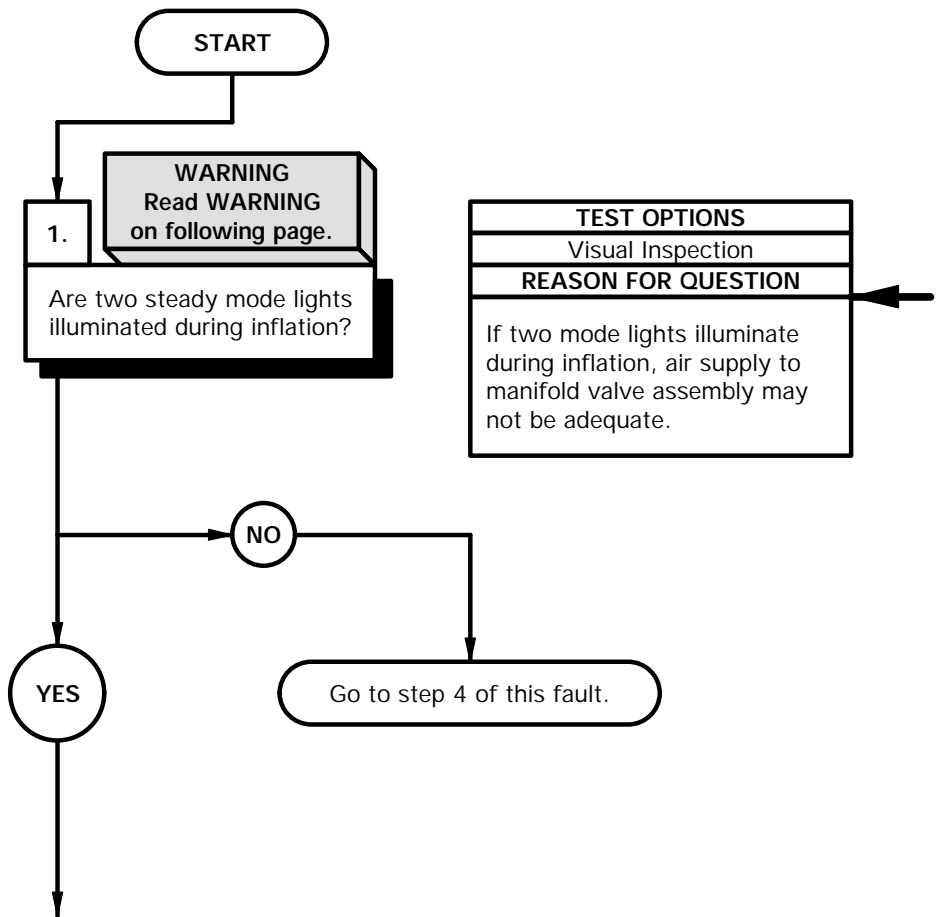 START
WARNING
Read WARNING
on following page.
1.
Are two steady mode lights
illuminated during inflation?
TEST OPTIONS
Visual Inspection
REASON FOR QUESTION
If two mode lights illuminate
during inflation, air supply to
manifold valve assembly may
not be adequate.
NO
YES
Go to step 4 of this fault.